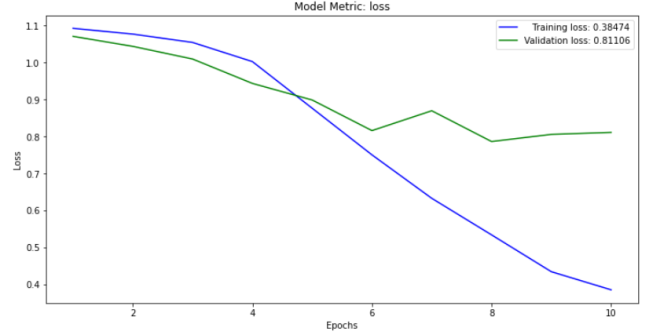 Model Metric: loss
Training loss: 0.38474
Validation loss: 0.81106
1.1
1.0
0.9
0.8
0.7
0.6
0.5
0.4
Loss
2 4 6 8 10
Epochs